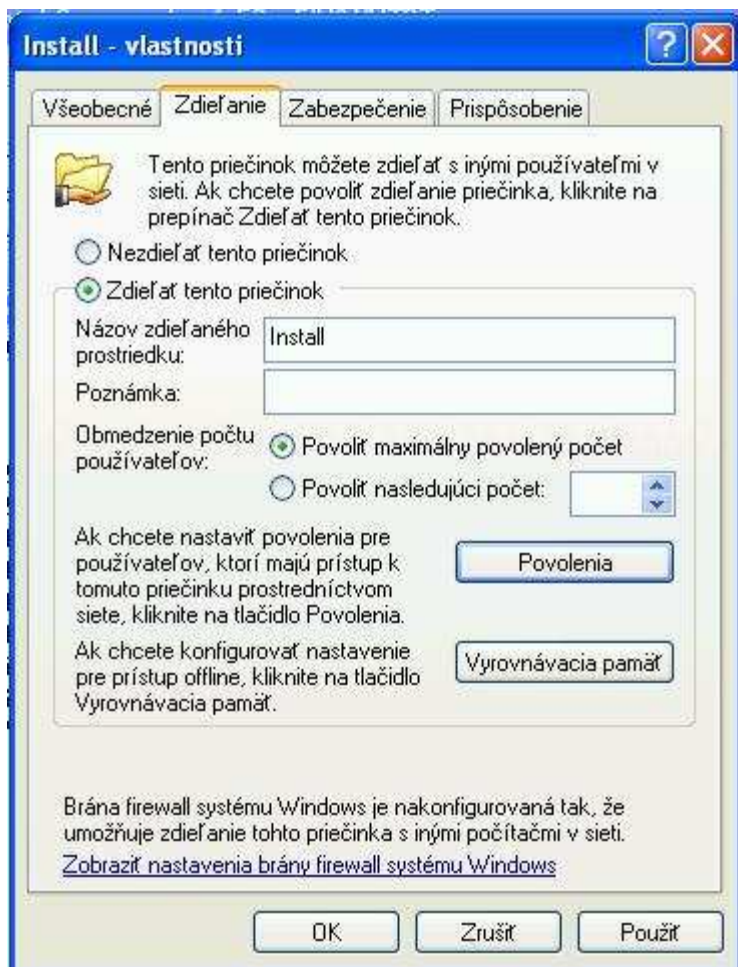 Install - vlastnosti
Všeobecné
Zdieľanie
Zabezpečenie
Prispôsobenie
Tento priečinok môžete zdieľať s inými používateľmi v
sieti. Ak chcete povoliť zdieľanie priečinka, kliknite na
prepínač Zdieľať tento priečinok.
Nezdieľať tento priečinok
Zdieľať tento priečinok
Názov zdieľaného
prostriedku:
Install
Poznámka:
Obmedzenie počtu
používateľov:
Povoliť maximálny povolený počet
Povoliť nasledujúci počet:
Ak chcete nastaviť povolenia pre
používateľov, ktorí majú prístup k
tomuto priečinku prostredníctvom
siete, kliknite na tlačidlo Povolenia.
Povolenia
Ak chcete konfigurovať nastavenie
pre prístup offline, kliknite na tlačidlo
Vyrovnávacia pamäť.
Vyrovnávacia pamäť
Brána firewall systému Windows je nakonfigurovaná tak, že
umožňuje zdieľanie tohto priečinka s inými počítačmi v sieti.
Zobraziť nastavenia brány firewall systému Windows
OK
Zrušiť
Použiť